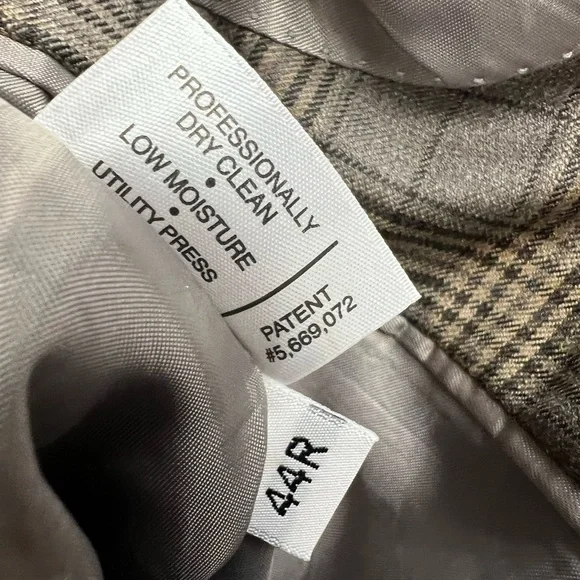 PROFESSIONALLY
DRY CLEAN
•
LOW MOISTURE
•
UTILITY PRESS
PATENT
#5,669,072
44R